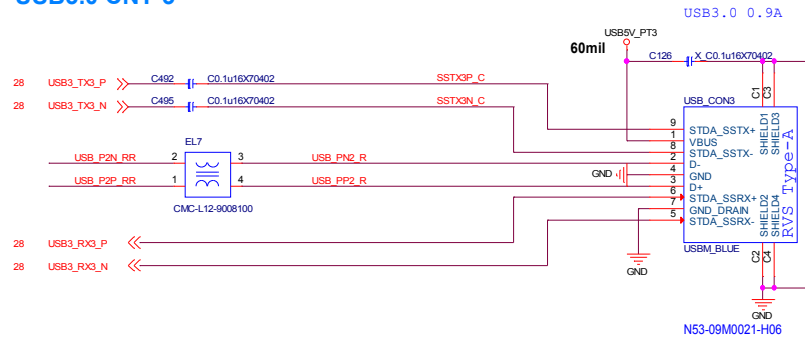 USB3.0 0.9A
USB5V_PT3
60mil
C126 X_C0.1u16X70402
28 USB3_TX3_P C492 C0.1u16X70402 SSTX3P_C
28 USB3_TX3_N C495 C0.1u16X70402 SSTX3N_C
C1
C3
USB_CON3
9 STDA_SSTX+
1 VBUS
8 STDA_SSTX-
2 D-
4 GND
3 D+
6 STDA_SSRX+
7 GND_DRAIN
5 STDA_SSRX-
SHIELD1
SHIELD3
SHIELD2
SHIELD4
RVS Type-A
EL7
USB_P2N_RR 2 3 USB_PN2_R
USB_P2P_RR 1 4 USB_PP2_R
CMC-L12-9008100
GND
28 USB3_RX3_P
28 USB3_RX3_N
GND
USBM_BLUE
C2
C4
GND
N53-09M0021-H06